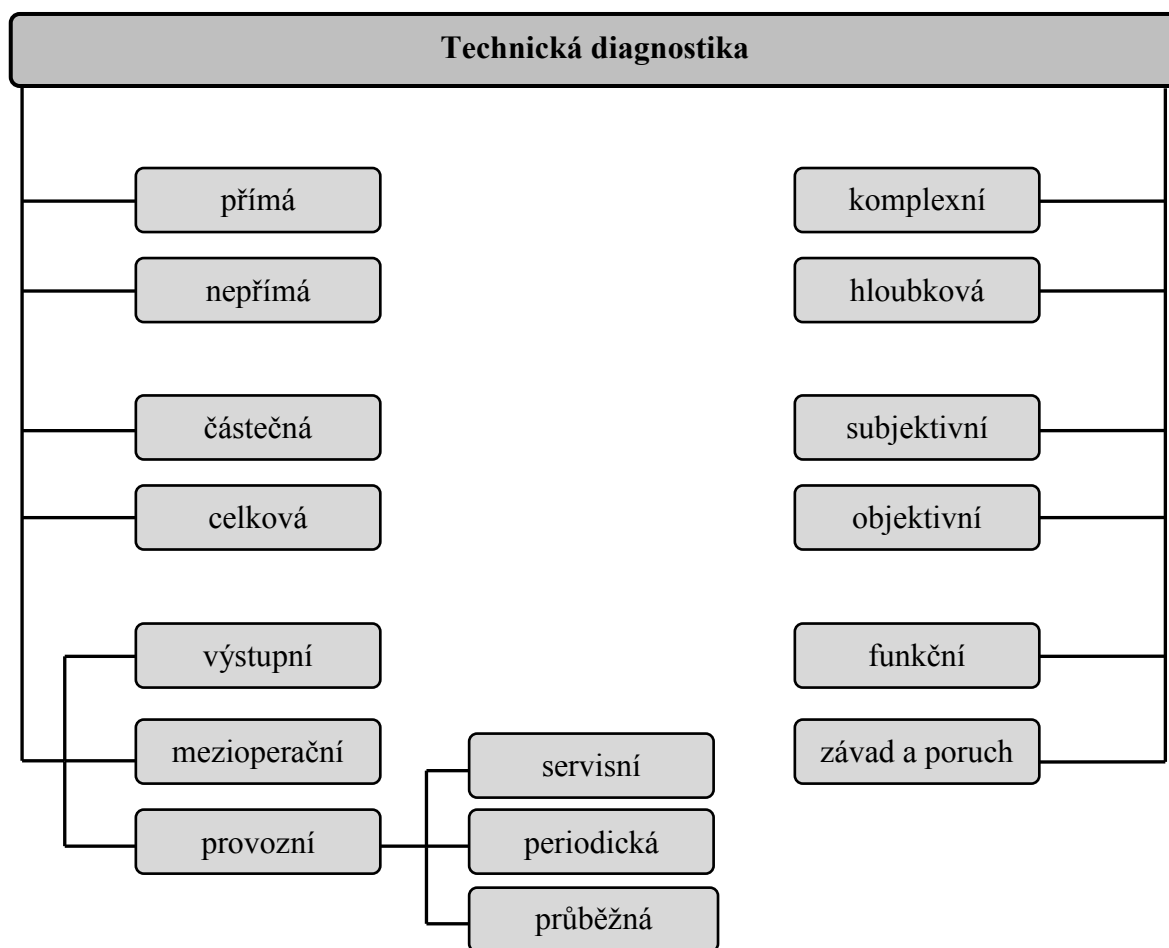 Technická diagnostika
přímá
nepřímá
částečná
celková
výstupní
mezioperační
provozní
servisní
periodická
průběžná
komplexní
hloubková
subjektivní
objektivní
funkční
závad a poruch